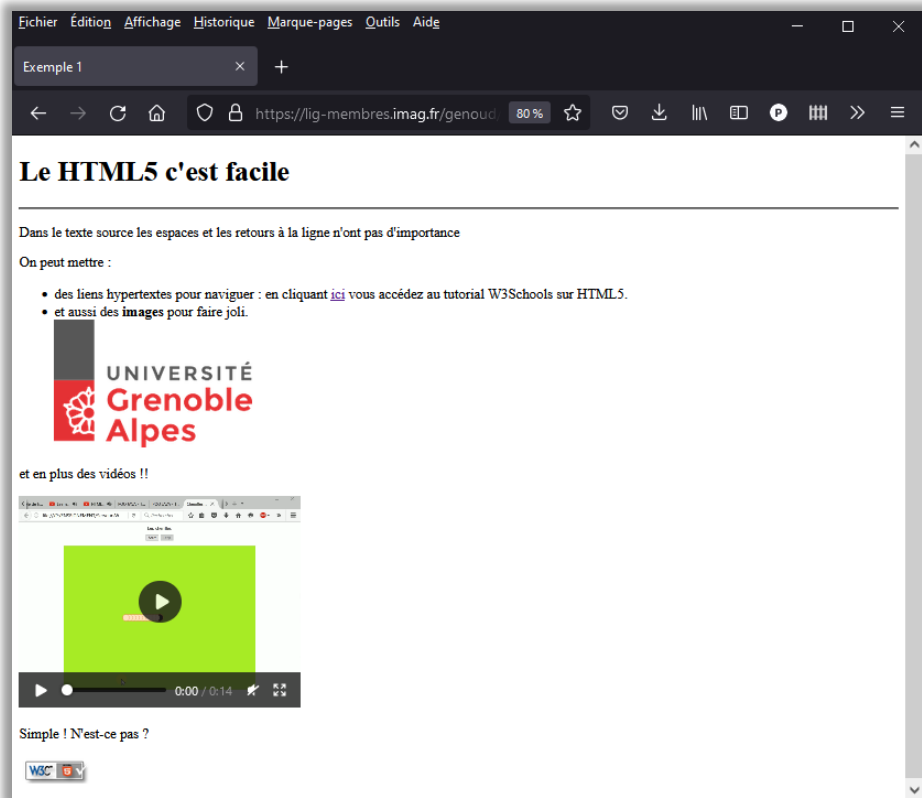 Fichier Édition Affichage Historique Marque-pages Outils Aide
Exemple 1
https://lig-membres.imag.fr/genoud 80 %
Le HTML5 c'est facile
Dans le texte source les espaces et les retours à la ligne n'ont pas d'importance
On peut mettre :
des liens hypertextes pour naviguer : en cliquant ici vous accédez au tutorial W3Schools sur HTML5.
et aussi des images pour faire joli.
UNIVERSITÉ
Grenoble
Alpes
et en plus des vidéos !!
0:00 / 0:14
Simple ! N'est-ce pas ?
W3C